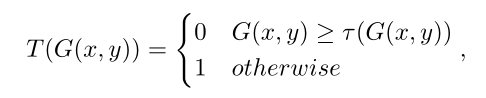 T(G(x, y)) = { 0 G(x, y) ≥ τ(G(x, y))
1 otherwise ,